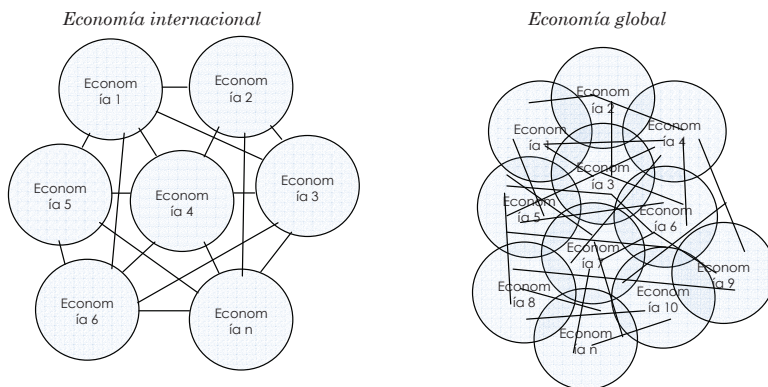 Economía internacional
Economía global
Econom
ía 1
Econom
ía 2
Econom
ía 3
Econom
ía 4
Econom
ía 5
Econom
ía 6
Econom
ía n
Econom
ía 2
Econom
ía 1
Econom
ía 4
Econom
ía 3
Econom
ía 5
Econom
ía 6
Econom
ía 7
Econom
ía 9
Econom
ía 8
Econom
ía 10
Econom
ía n